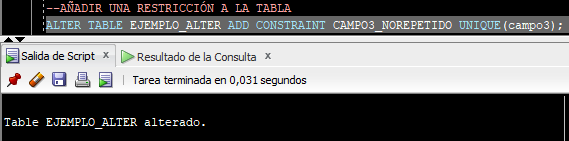 --AÑADIR UNA RESTRICCIÓN A LA TABLA
ALTER TABLE EJEMPLO_ALTER ADD CONSTRAINT CAMPO3_NOREPETIDO UNIQUE(campo3);
Salida de Script x Resultado de la Consulta x
Tarea terminada en 0,031 segundos
Table EJEMPLO_ALTER alterado.